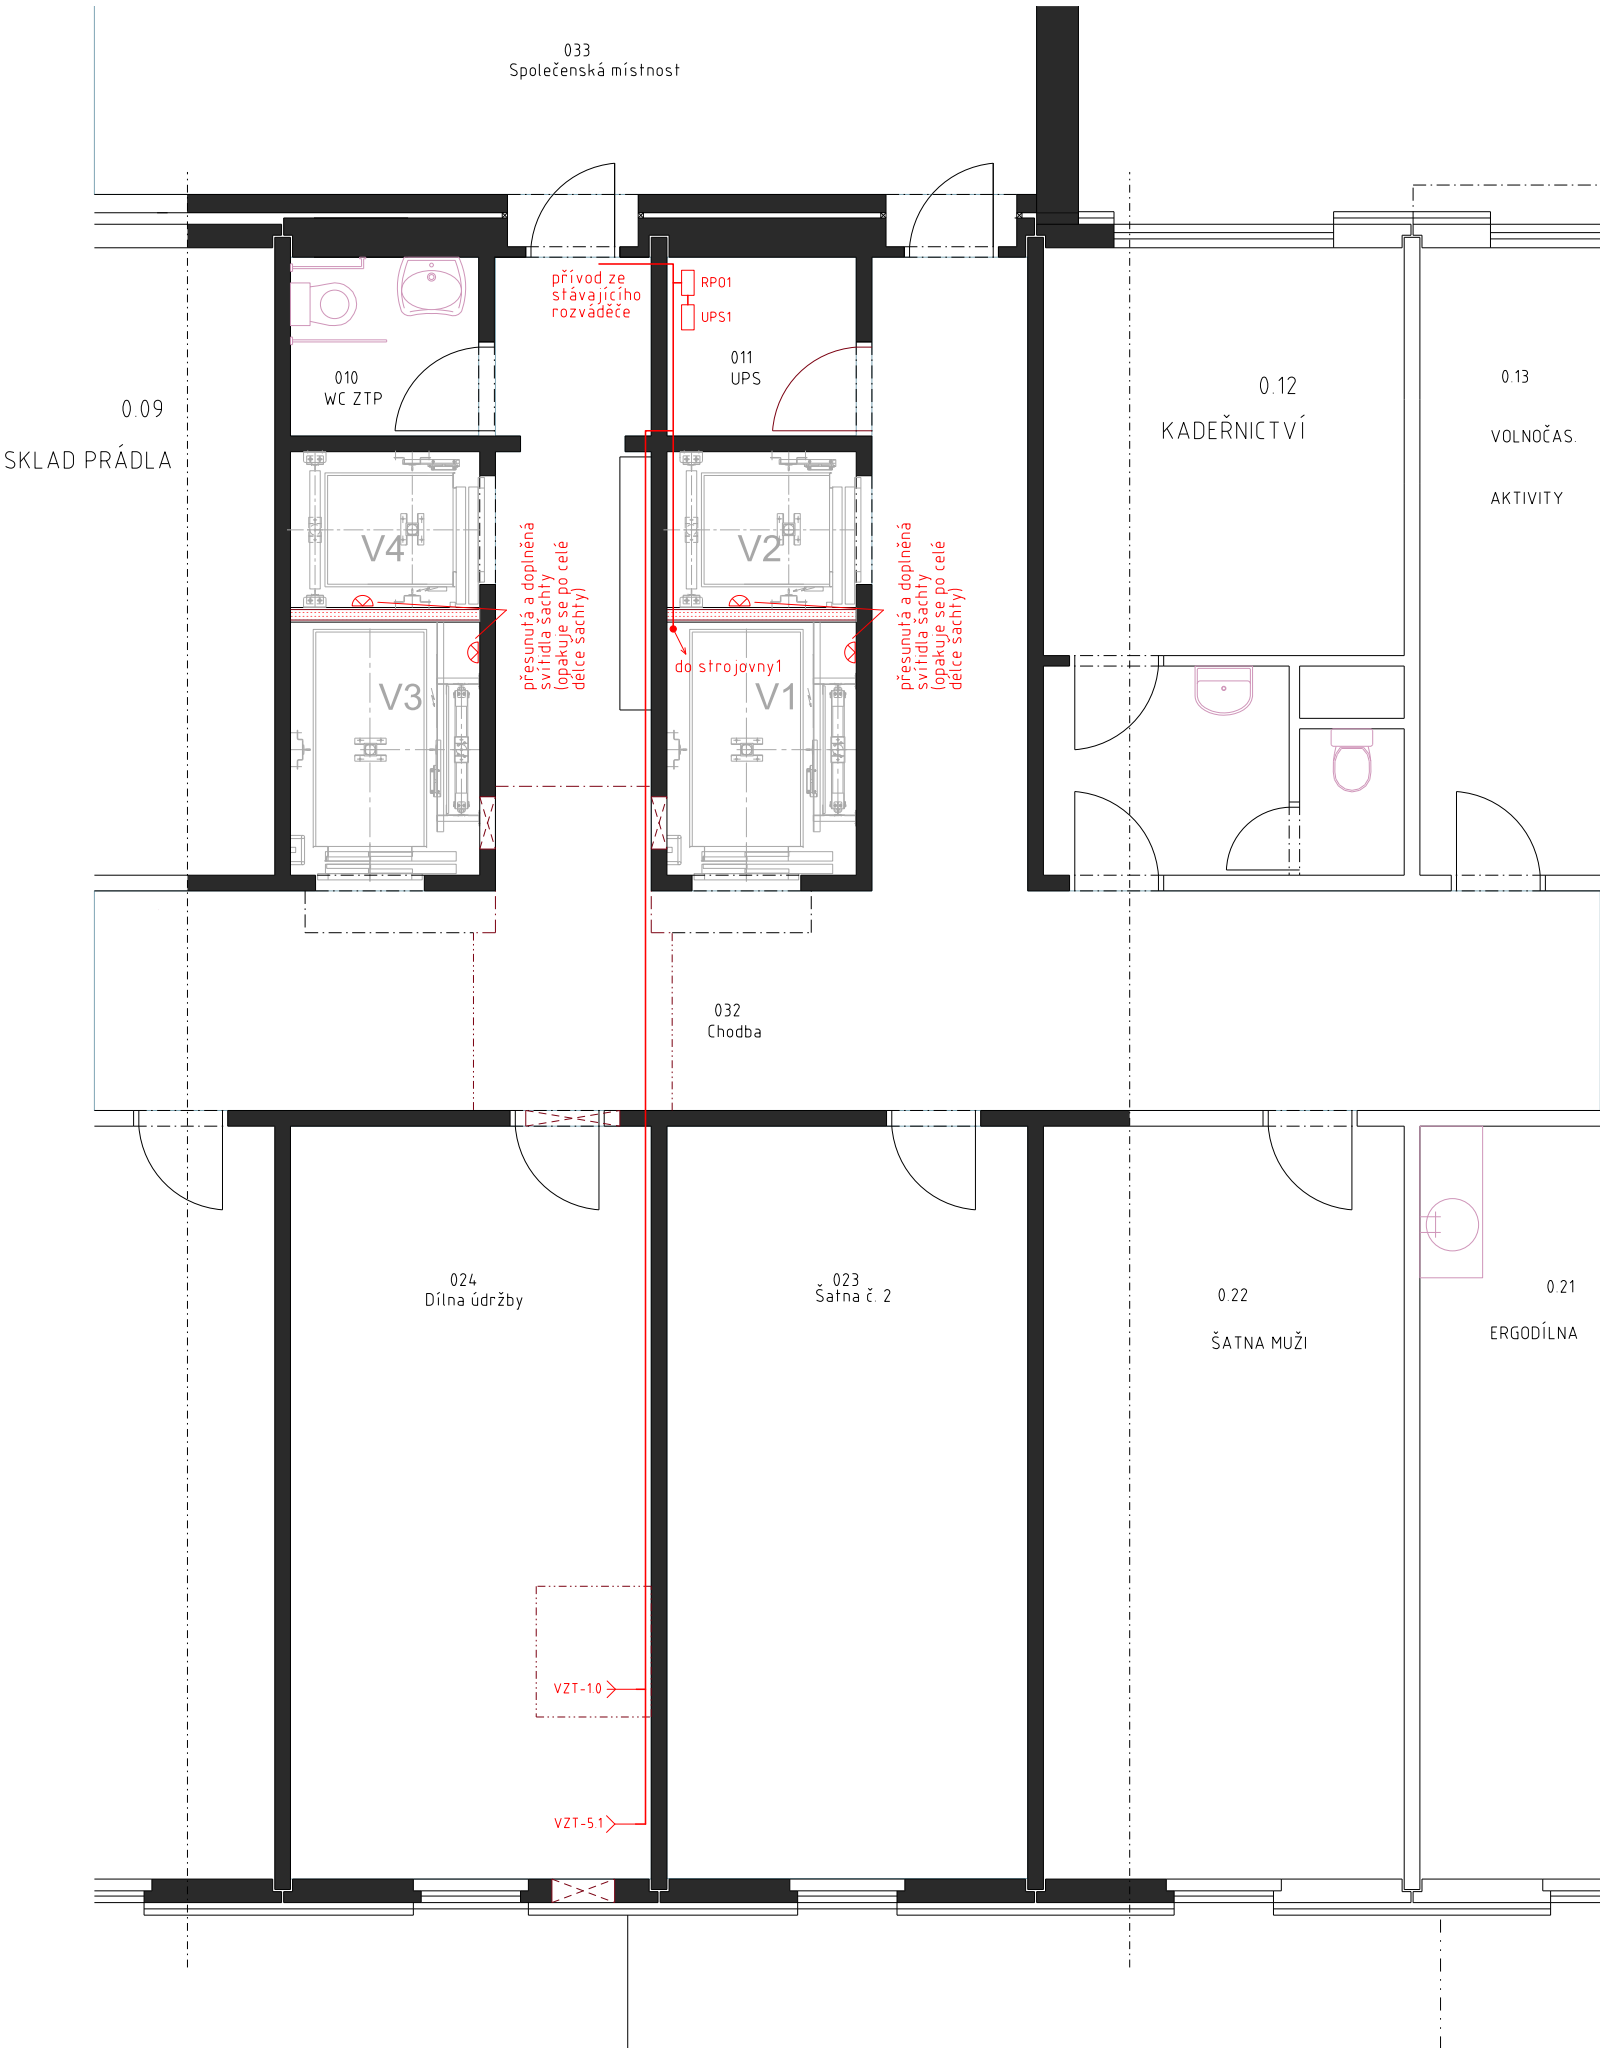 033
Společenská místnost
přívod ze
stávajícího
rozváděče
RPO1
UPS1
011
UPS
010
WC ZTP
0.09
SKLAD PRÁDLA
0.12
KADEŘNICTVÍ
0.13
VOLNOČAS.
AKTIVITY
V4
V2
přesunutá a doplněná
svítidla šachty
(opakuje se po celé
délce šachty)
přesunutá a doplněná
svítidla šachty
(opakuje se po celé
délce šachty)
do strojovny1
V3
V1
032
Chodba
024
Dílna údržby
023
Šatna č. 2
0.22
ŠATNA MUŽI
0.21
ERGODÍLNA
VZT-1.0
VZT-5.1